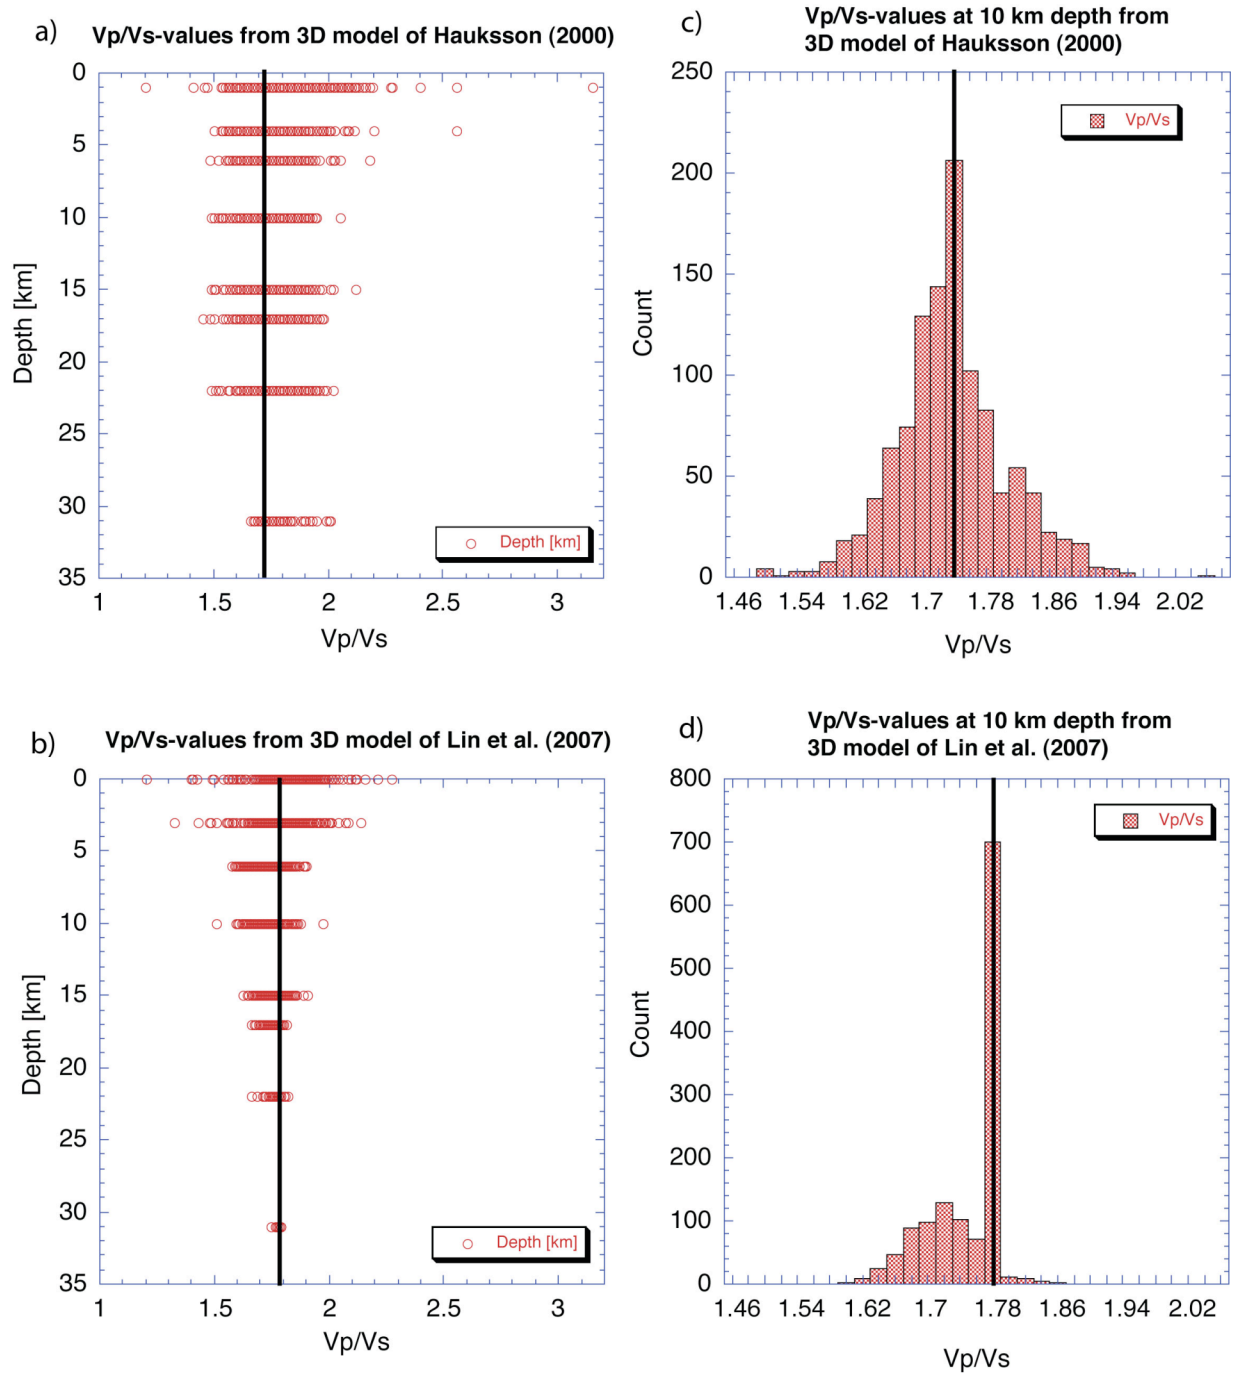 a)
Vp/Vs-values from 3D model of Hauksson (2000)
0
5
10
15
20
25
30
35
Depth [km]
Depth [km]
1 1.5 2 2.5 3
Vp/Vs
c)
Vp/Vs-values at 10 km depth from
3D model of Hauksson (2000)
250
200
150
100
50
0
Count
Vp/Vs
1.46 1.54 1.62 1.7 1.78 1.86 1.94 2.02
Vp/Vs
b)
Vp/Vs-values from 3D model of Lin et al. (2007)
0
5
10
15
20
25
30
35
Depth [km]
Depth [km]
1 1.5 2 2.5 3
Vp/Vs
d)
Vp/Vs-values at 10 km depth from
3D model of Lin et al. (2007)
800
700
600
500
400
300
200
100
0
Count
Vp/Vs
1.46 1.54 1.62 1.7 1.78 1.86 1.94 2.02
Vp/Vs